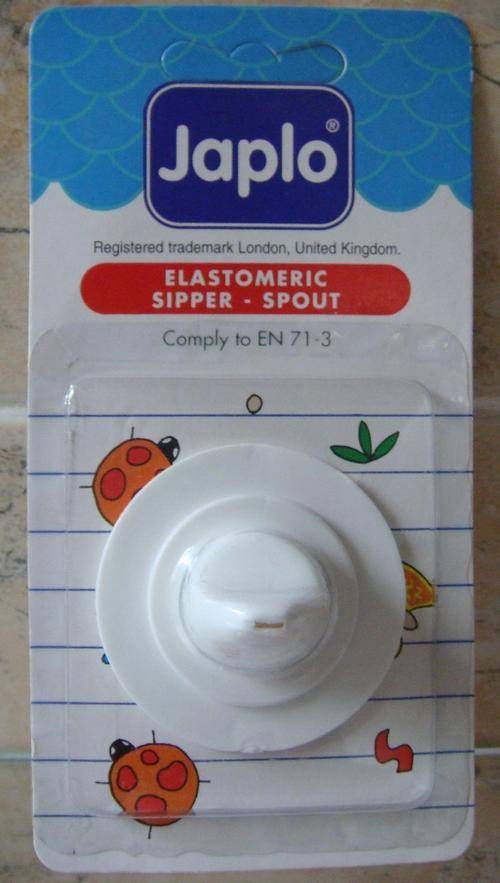 Japlo®
Registered trademark London, United Kingdom.
ELASTOMERIC
SIPPER - SPOUT
Comply to EN 71-3